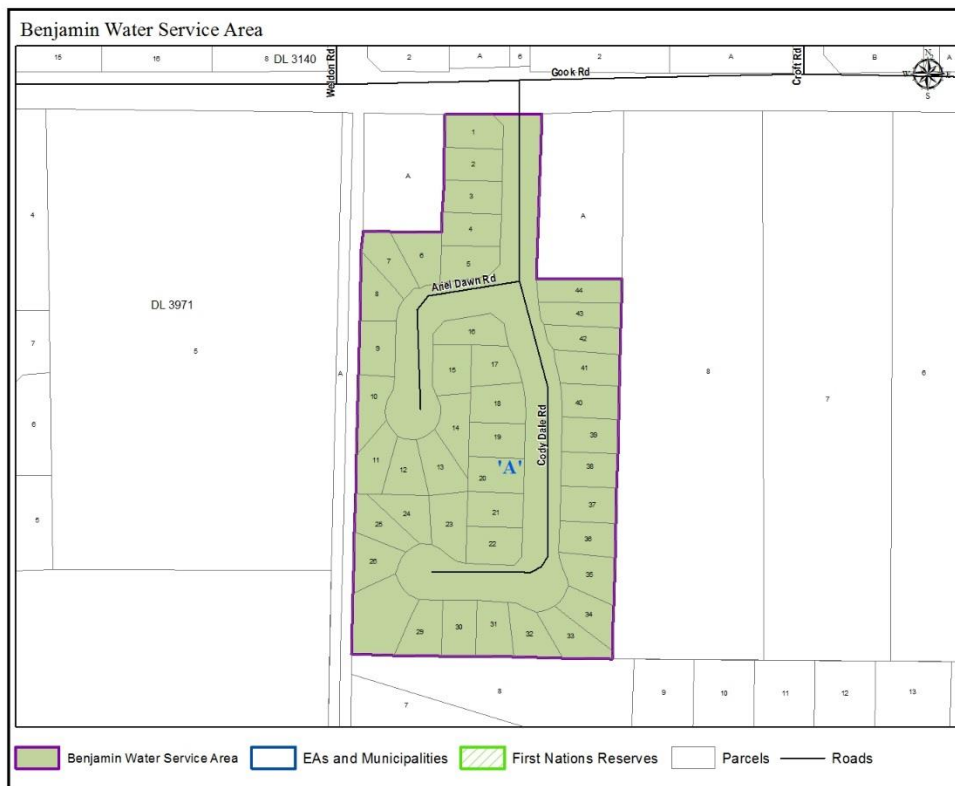 Benjamin Water Service Area
15
16
8
DL 3140
Weldon Rd
2
A
6
2
A
Croft Rd
B
A
N
W
E
S
Gook Rd
1
2
3
4
5
A
A
4
7
6
5
DL 3971
5
A
6
7
8
9
10
11
12
13
14
15
16
17
18
19
20
21
22
23
24
25
26
29
30
31
32
33
34
35
36
37
38
39
40
41
42
43
44
Ariel Dawn Rd
Cody Dale Rd
'A'
8
7
6
7
8
9
10
11
12
13
Benjamin Water Service Area
EAs and Municipalities
First Nations Reserves
Parcels
Roads